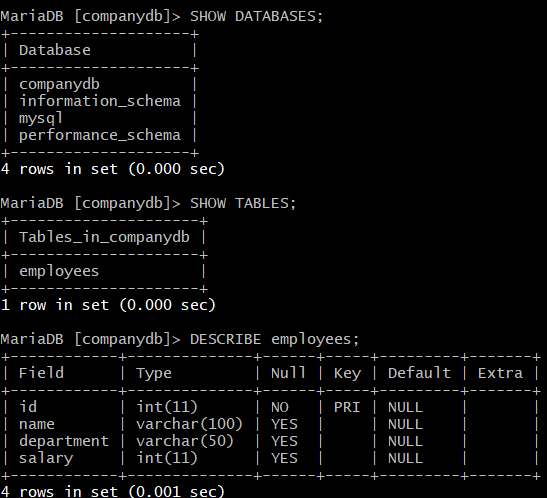 MariaDB [companydb]> SHOW DATABASES;
+--------------------+
| Database           |
+--------------------+
| companydb          |
| information_schema |
| mysql              |
| performance_schema |
+--------------------+
4 rows in set (0.000 sec)
MariaDB [companydb]> SHOW TABLES;
+---------------------+
| Tables_in_companydb |
+---------------------+
| employees           |
+---------------------+
1 row in set (0.000 sec)
MariaDB [companydb]> DESCRIBE employees;
+------------+--------------+------+-----+---------+-------+
| Field      | Type         | Null | Key | Default | Extra |
+------------+--------------+------+-----+---------+-------+
| id         | int(11)      | NO   | PRI | NULL    |       |
| name       | varchar(100) | YES  |     | NULL    |       |
| department | varchar(50)  | YES  |     | NULL    |       |
| salary     | int(11)      | YES  |     | NULL    |       |
+------------+--------------+------+-----+---------+-------+
4 rows in set (0.001 sec)